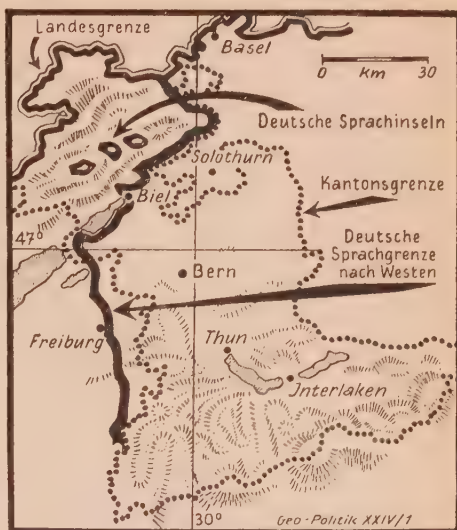 Landesgrenze
Basel
0 Km 30
Deutsche Sprachinseln
Solothurn
Kantonsgrenze
Biel
47°
Deutsche
Sprachgrenze
nach Westen
Bern
Freiburg
Thun
Interlaken
30°
Geo-Politik XXIV/1